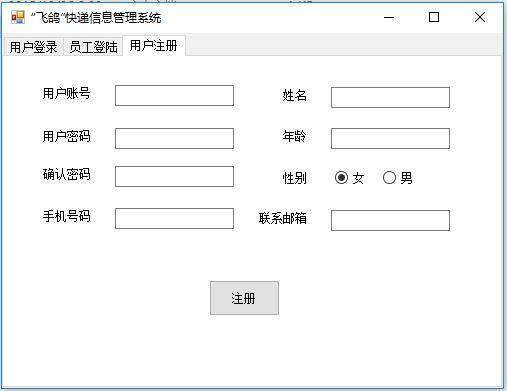 “飞鸽”快递信息管理系统
用户登录 员工登陆 用户注册
用户账号 姓名
用户密码 年龄
确认密码 性别 女 男
手机号码 联系邮箱
注册